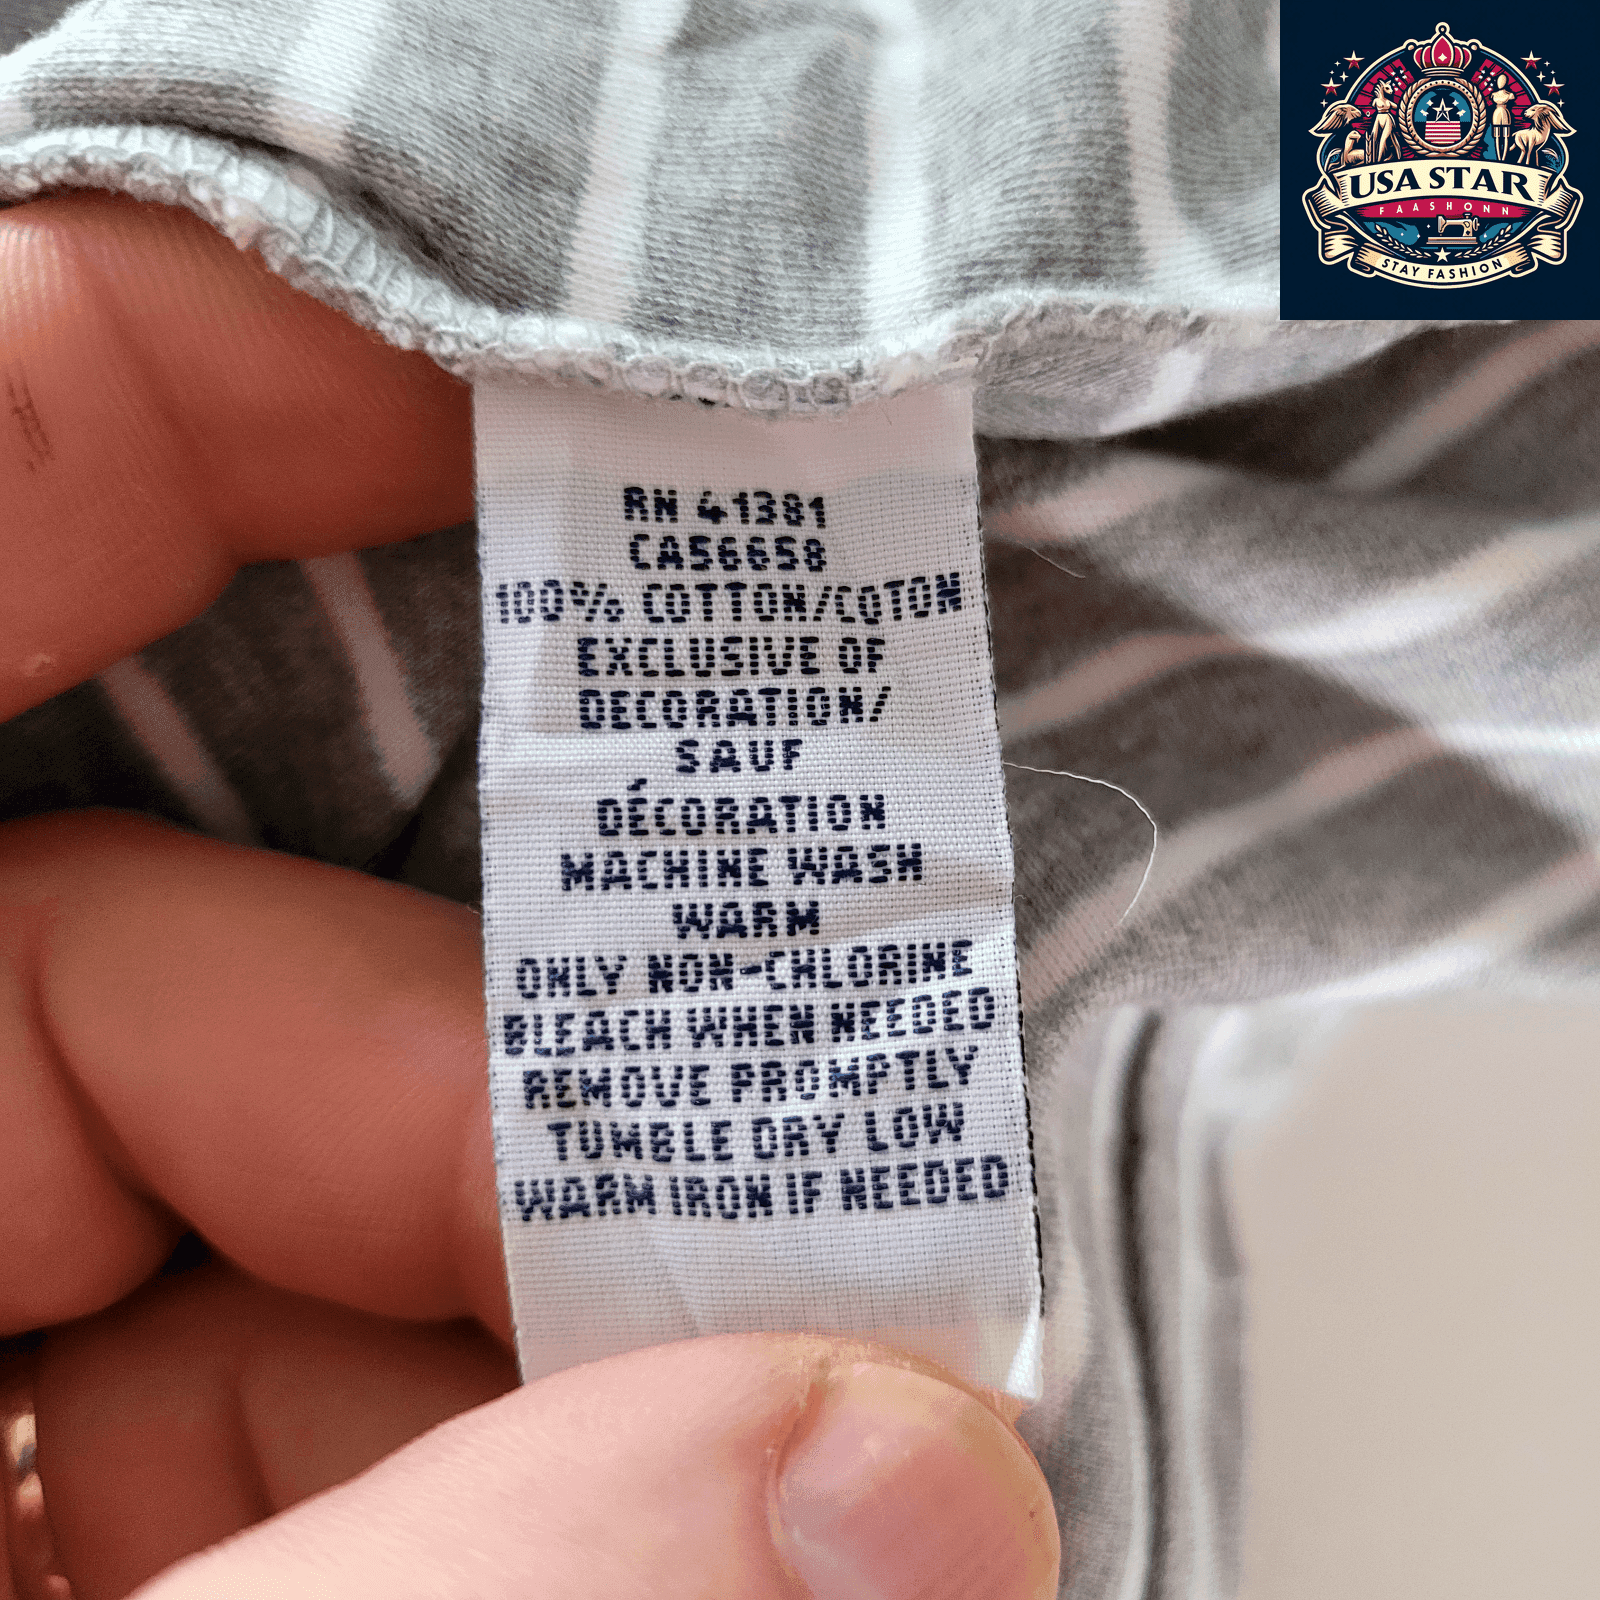 USA STAR
FAASHONN
STAY FASHION
RN 41381
CA56658
100% COTTON/COTON
EXCLUSIVE OF
DECORATION/
SAUF
DÉCORATION
MACHINE WASH
WARM
ONLY NON-CHLORINE
BLEACH WHEN NEEDED
REMOVE PROMPTLY
TUMBLE DRY LOW
WARM IRON IF NEEDED